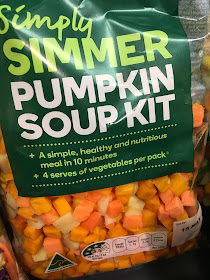 Simply
SIMMER
PUMPKIN
SOUP KIT
+ A simple, healthy and nutritious
meal in 10 minutes
+ 4 serves of vegetables per pack*